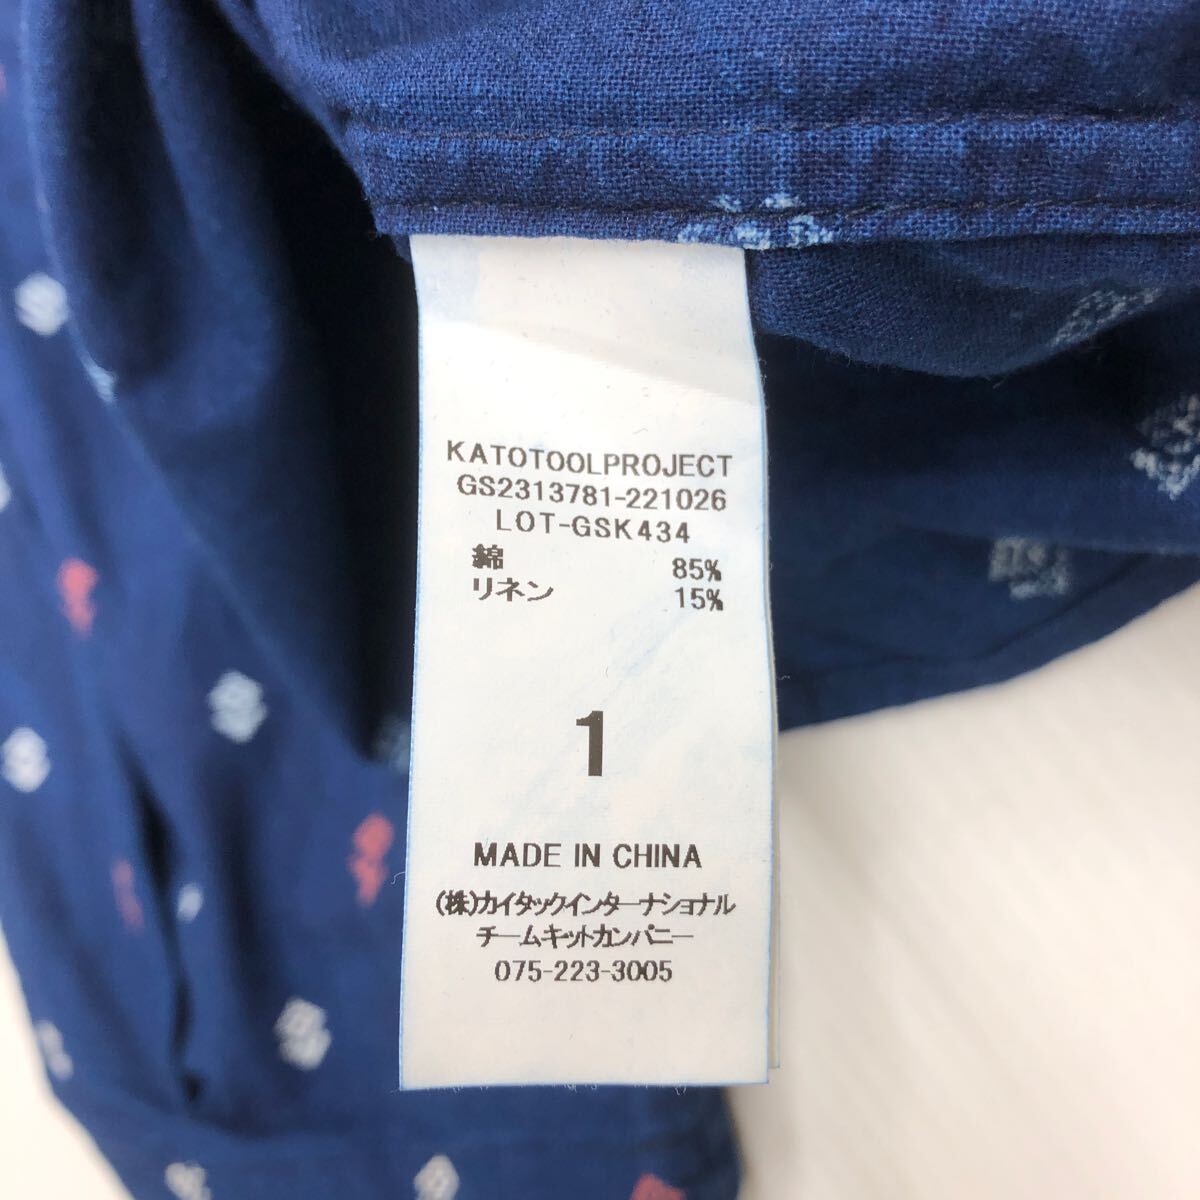 KATOTOOLPROJECT
GS2313781-221026
LOT-GSK434
綿 85%
リネン 15%
1
MADE IN CHINA
(株)カイタックインターナショナル
チームキットカンパニー
075-223-3005